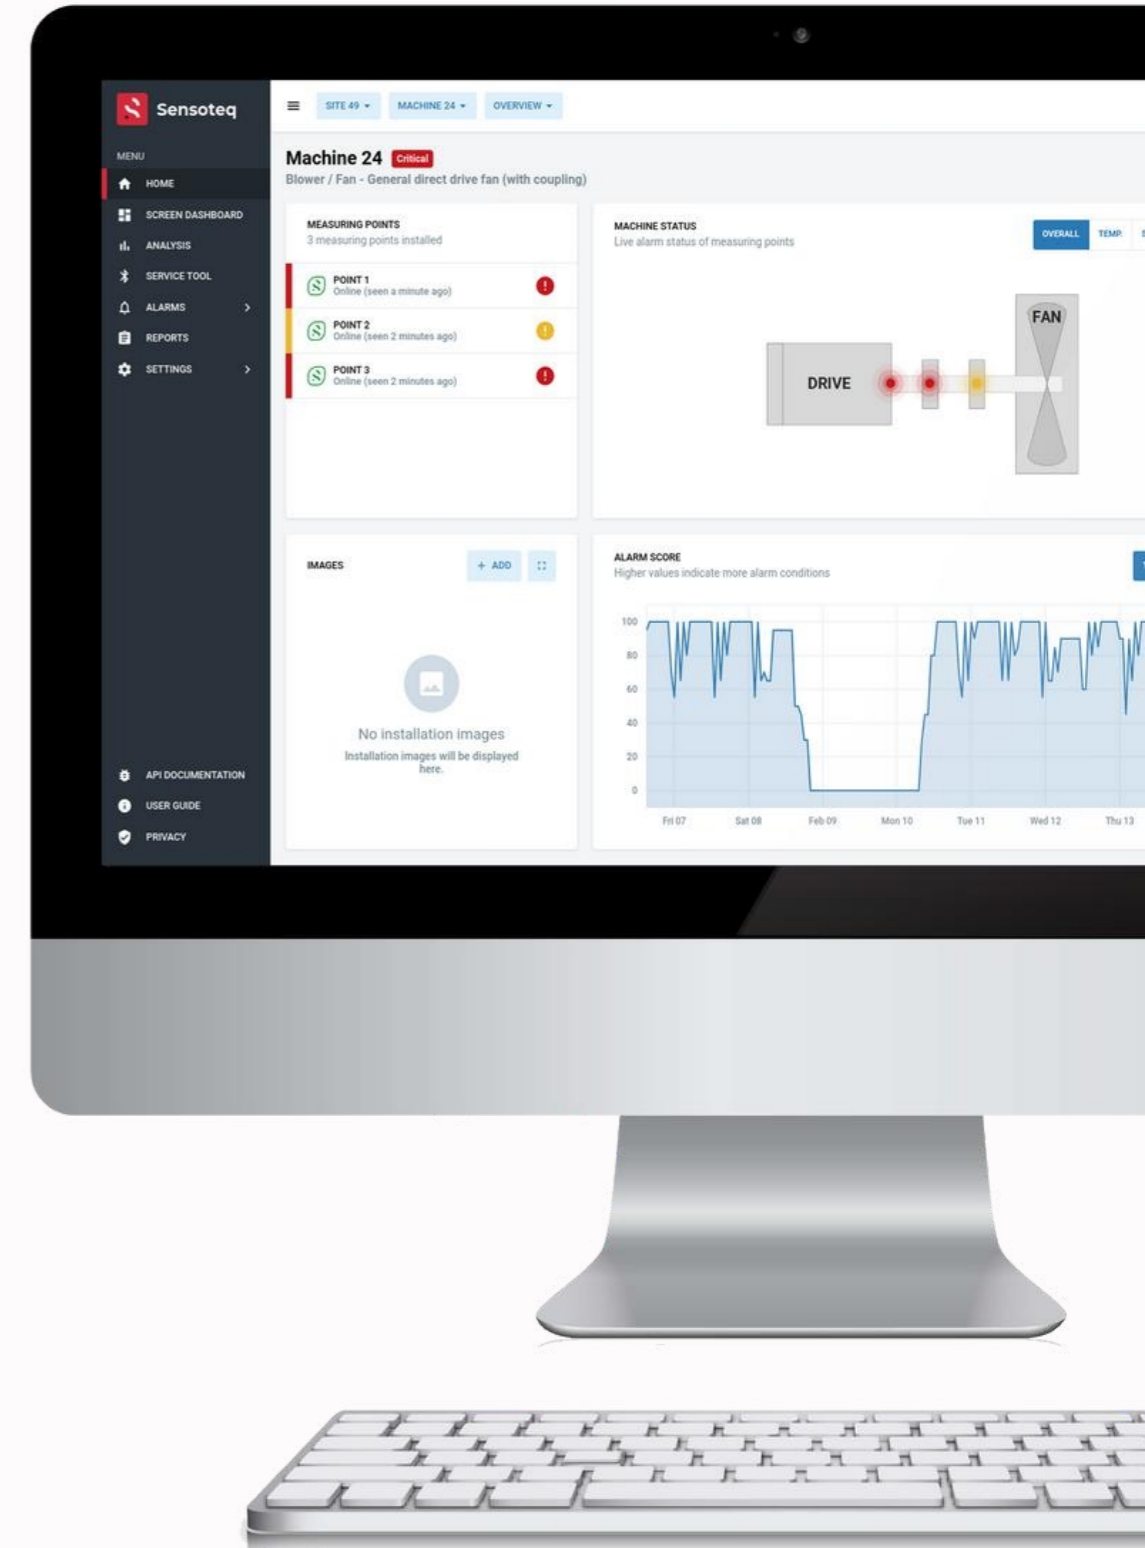 Sensoteq
MENU
HOME
SCREEN DASHBOARD
ANALYSIS
SERVICE TOOL
ALARMS
REPORTS
SETTINGS
API DOCUMENTATION
USER GUIDE
PRIVACY
SITE 49
MACHINE 24
OVERVIEW
Machine 24 Critical
Blower / Fan - General direct drive fan (with coupling)
MEASURING POINTS
3 measuring points installed
POINT 1
Online (seen a minute ago)
POINT 2
Online (seen 2 minutes ago)
POINT 3
Online (seen 2 minutes ago)
MACHINE STATUS
Live alarm status of measuring points
OVERALL TEMP.
FAN
DRIVE
IMAGES
+ ADD
No installation images
Installation images will be displayed
here.
ALARM SCORE
Higher values indicate more alarm conditions
100
80
60
40
20
0
Fri 07 Sat 08 Feb 09 Mon 10 Tue 11 Wed 12 Thu 13